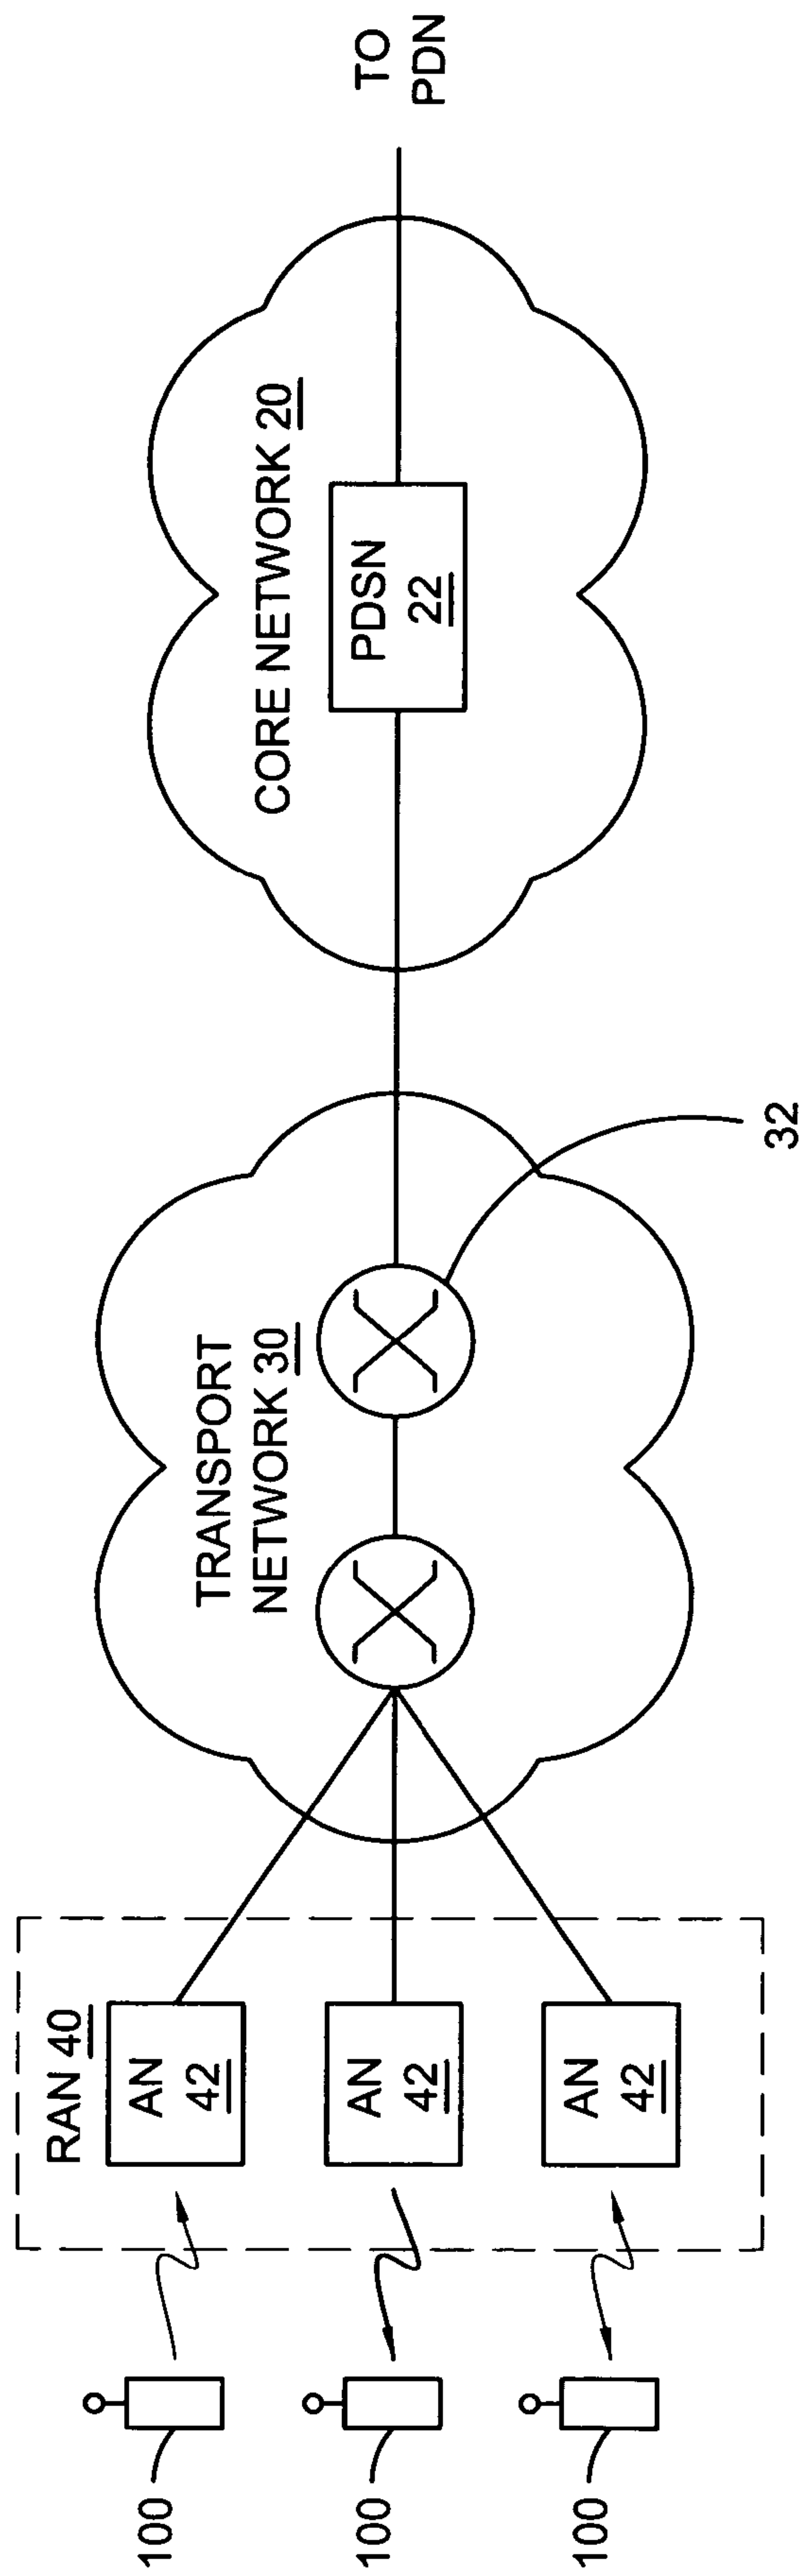 100
100
100
RAN 40
AN
42
AN
42
AN
42
TRANSPORT
NETWORK 30
32
CORE NETWORK 20
PDSN
22
TO
PDN